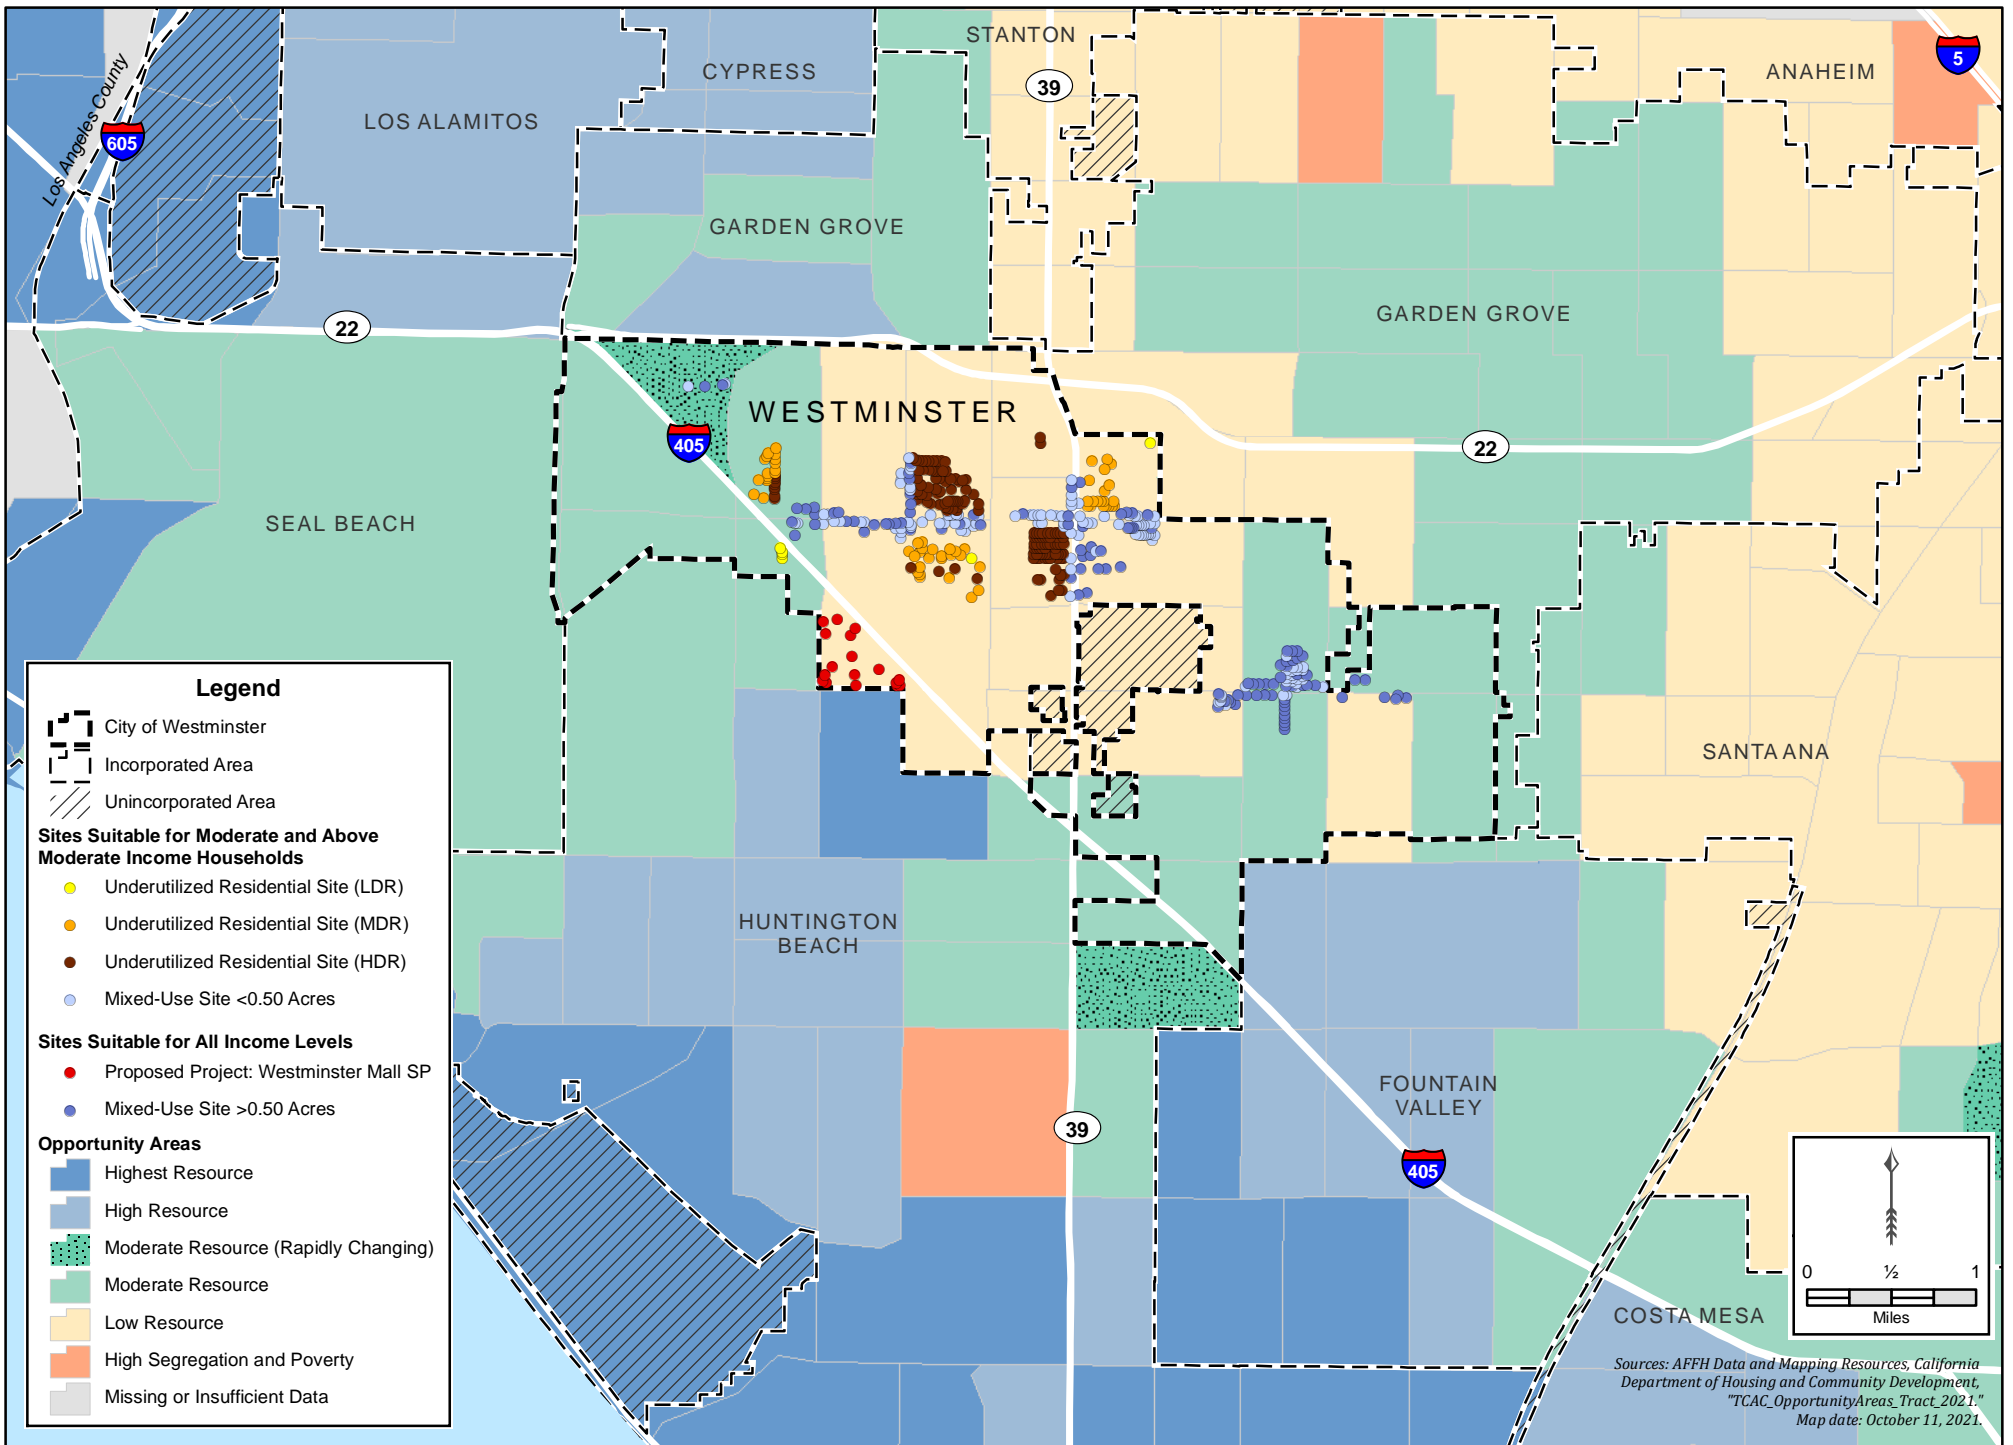 STANTON
CYPRESS
39
ANAHEIM
5
LOS ALAMITOS
605
Los Angeles County
GARDEN GROVE
GARDEN GROVE
22
WESTMINSTER
405
22
SEAL BEACH
SANTA ANA
HUNTINGTON
BEACH
FOUNTAIN
VALLEY
39
405
COSTA MESA
Legend
City of Westminster
Incorporated Area
Unincorporated Area
Sites Suitable for Moderate and Above
Moderate Income Households
Underutilized Residential Site (LDR)
Underutilized Residential Site (MDR)
Underutilized Residential Site (HDR)
Mixed-Use Site <0.50 Acres
Sites Suitable for All Income Levels
Proposed Project: Westminster Mall SP
Mixed-Use Site >0.50 Acres
Opportunity Areas
Highest Resource
High Resource
Moderate Resource (Rapidly Changing)
Moderate Resource
Low Resource
High Segregation and Poverty
Missing or Insufficient Data
0 ½ 1
Miles
Sources: AFFH Data and Mapping Resources, California
Department of Housing and Community Development,
"TCAC_OpportunityAreas_Tract_2021."
Map date: October 11, 2021.